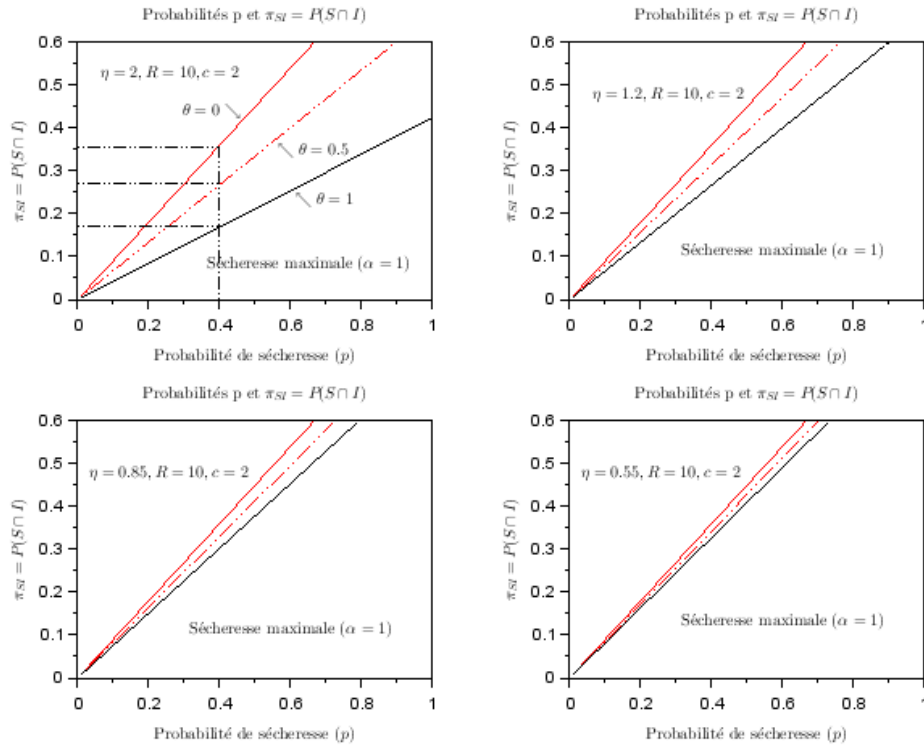 Probabilités p et π_SI = P(S∩I)
0.6
0.5
0.4
0.3
0.2
0.1
0
π_SI = P(S∩I)
η = 2, R = 10, c = 2
θ = 0
θ = 0.5
θ = 1
Sécheresse maximale (α = 1)
0 0.2 0.4 0.6 0.8 1
Probabilité de sécheresse (p)
Probabilités p et π_SI = P(S∩I)
0.6
0.5
0.4
0.3
0.2
0.1
0
π_SI = P(S∩I)
η = 1.2, R = 10, c = 2
Sécheresse maximale (α = 1)
0 0.2 0.4 0.6 0.8 1
Probabilité de sécheresse (p)
Probabilités p et π_SI = P(S∩I)
0.6
0.5
0.4
0.3
0.2
0.1
0
π_SI = P(S∩I)
η = 0.85, R = 10, c = 2
Sécheresse maximale (α = 1)
0 0.2 0.4 0.6 0.8 1
Probabilité de sécheresse (p)
Probabilités p et π_SI = P(S∩I)
0.6
0.5
0.4
0.3
0.2
0.1
0
π_SI = P(S∩I)
η = 0.55, R = 10, c = 2
Sécheresse maximale (α = 1)
0 0.2 0.4 0.6 0.8 1
Probabilité de sécheresse (p)